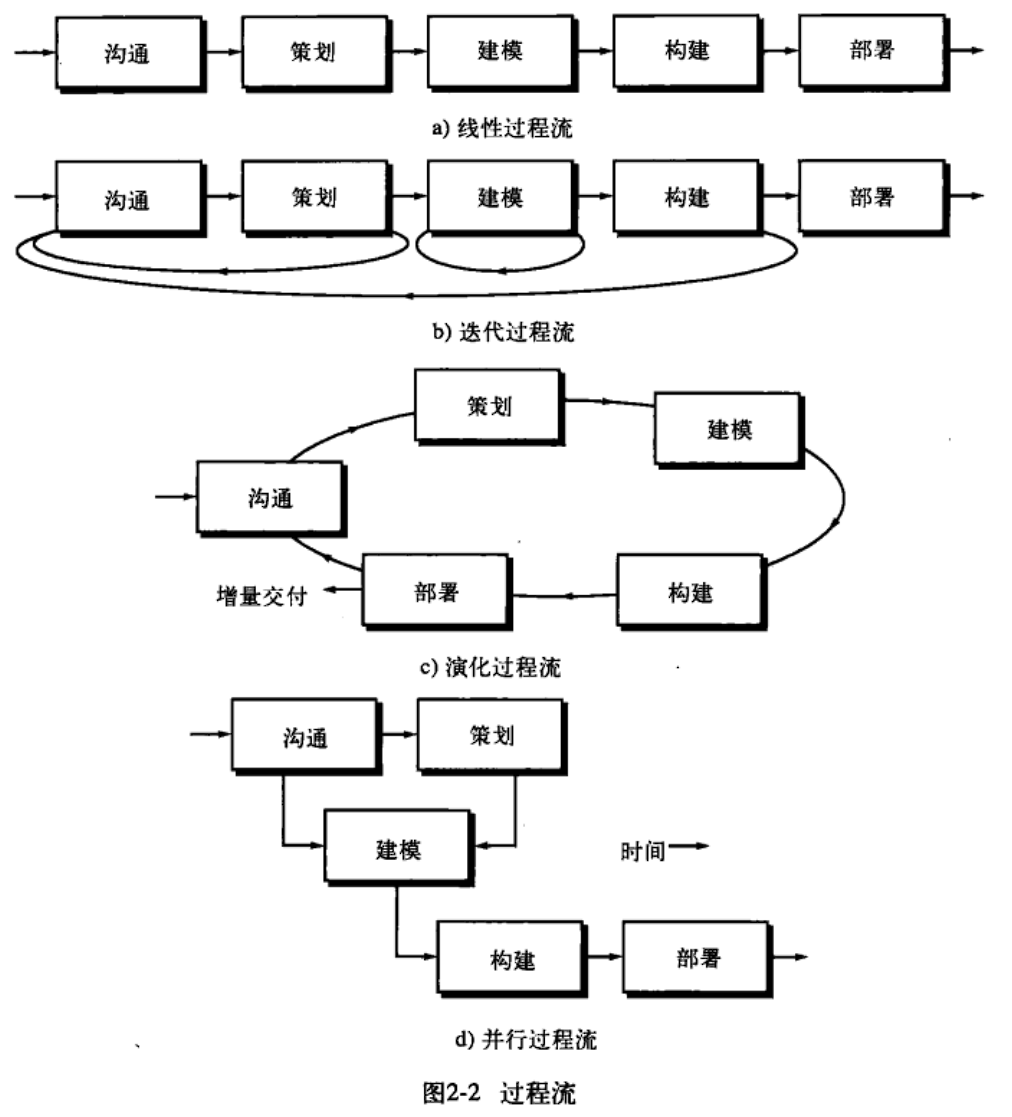 沟通 策划 建模 构建 部署
a) 线性过程流
沟通 策划 建模 构建 部署
b) 迭代过程流
策划
建模
沟通
构建
部署
增量交付
c) 演化过程流
沟通 策划
建模
时间
构建 部署
d) 并行过程流
图2-2 过程流